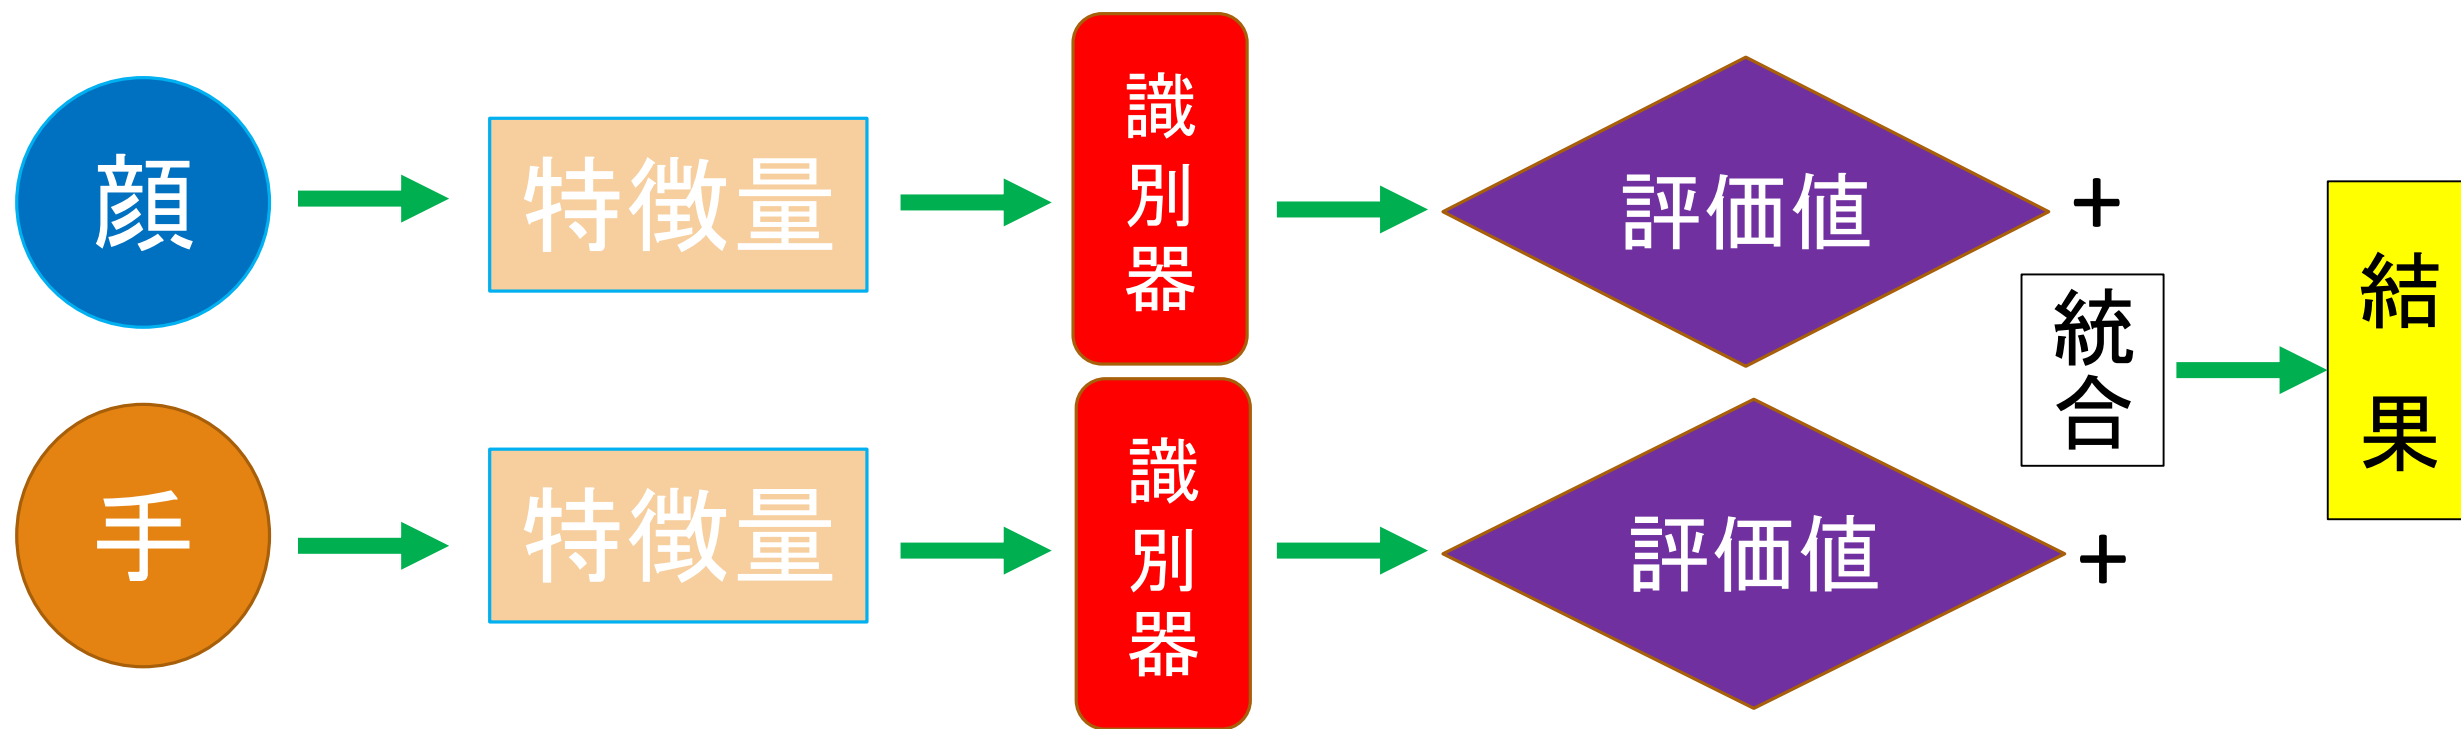 顔
特徴量
識別器
評価値
+
手
特徴量
識別器
評価値
+
統合
結果